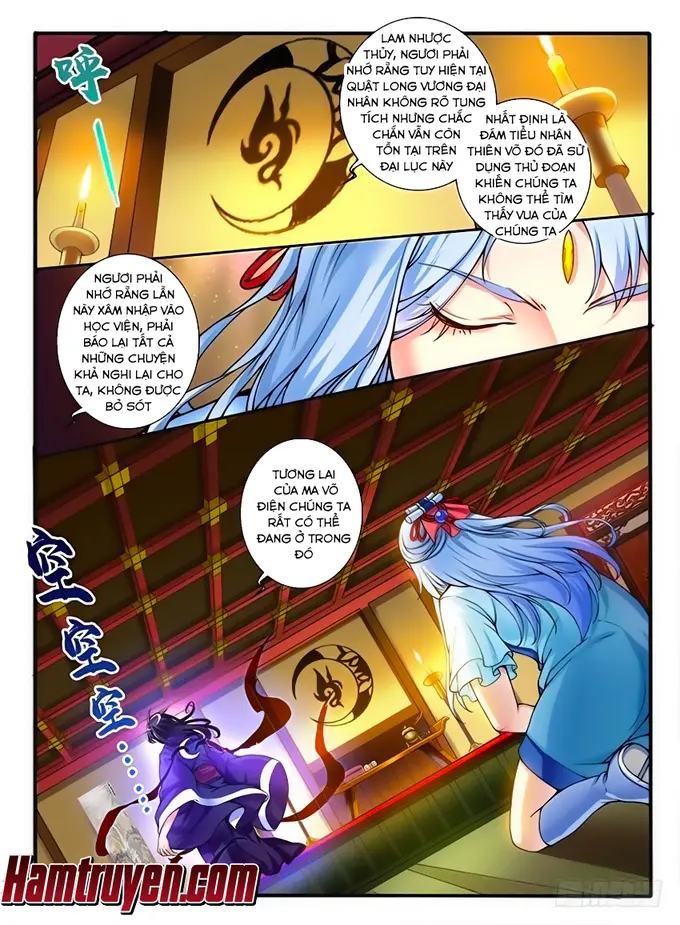 呼
LAM NHƯỢC
THỦY, NGƯƠI PHẢI
NHỚ RẰNG TUY HIỆN TẠI
QUẬT LONG VƯƠNG ĐẠI
NHÂN KHÔNG RÕ TUNG
TÍCH NHƯNG CHẮC
CHẮN VẪN CÒN
TỒN TẠI TRÊN
ĐẠI LỤC NÀY
NHẤT ĐỊNH LÀ
ĐÁM TIỂU NHÂN
THIÊN VÕ ĐÓ ĐÃ SỬ
DỤNG THỦ ĐOẠN
KHIẾN CHÚNG TA
KHÔNG THỂ TÌM
THẤY VUA CỦA
CHÚNG TA
NGƯƠI PHẢI
NHỚ RẰNG LẦN
NÀY XÂM NHẬP VÀO
HỌC VIỆN, PHẢI
BÁO LẠI TẤT CẢ
NHỮNG CHUYỆN
KHẢ NGHI LẠI CHO
TA, KHÔNG ĐƯỢC
BỎ SÓT
TƯƠNG LAI
CỦA MA VÕ
ĐIỆN CHÚNG TA
RẤT CÓ THỂ
ĐANG Ở TRONG
ĐÓ
空空空……
Hamtruyen.com